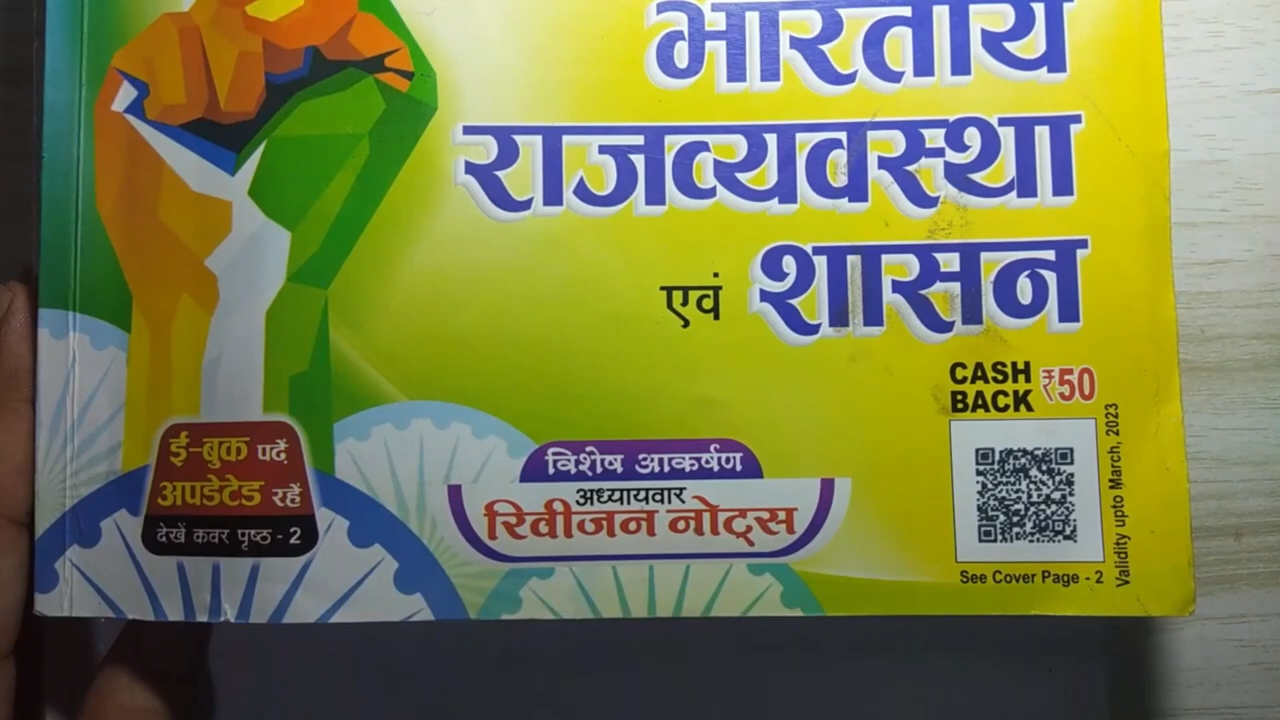 भारतीय
राजव्यवस्था
एवं शासन
CASH
BACK ₹50
Validity upto March, 2023
See Cover Page - 2
ई-बुक पढ़ें
अपडेटेड रहें
देखें कवर पृष्ठ - 2
विशेष आकर्षण
अध्यायवार
रिवीजन नोट्स